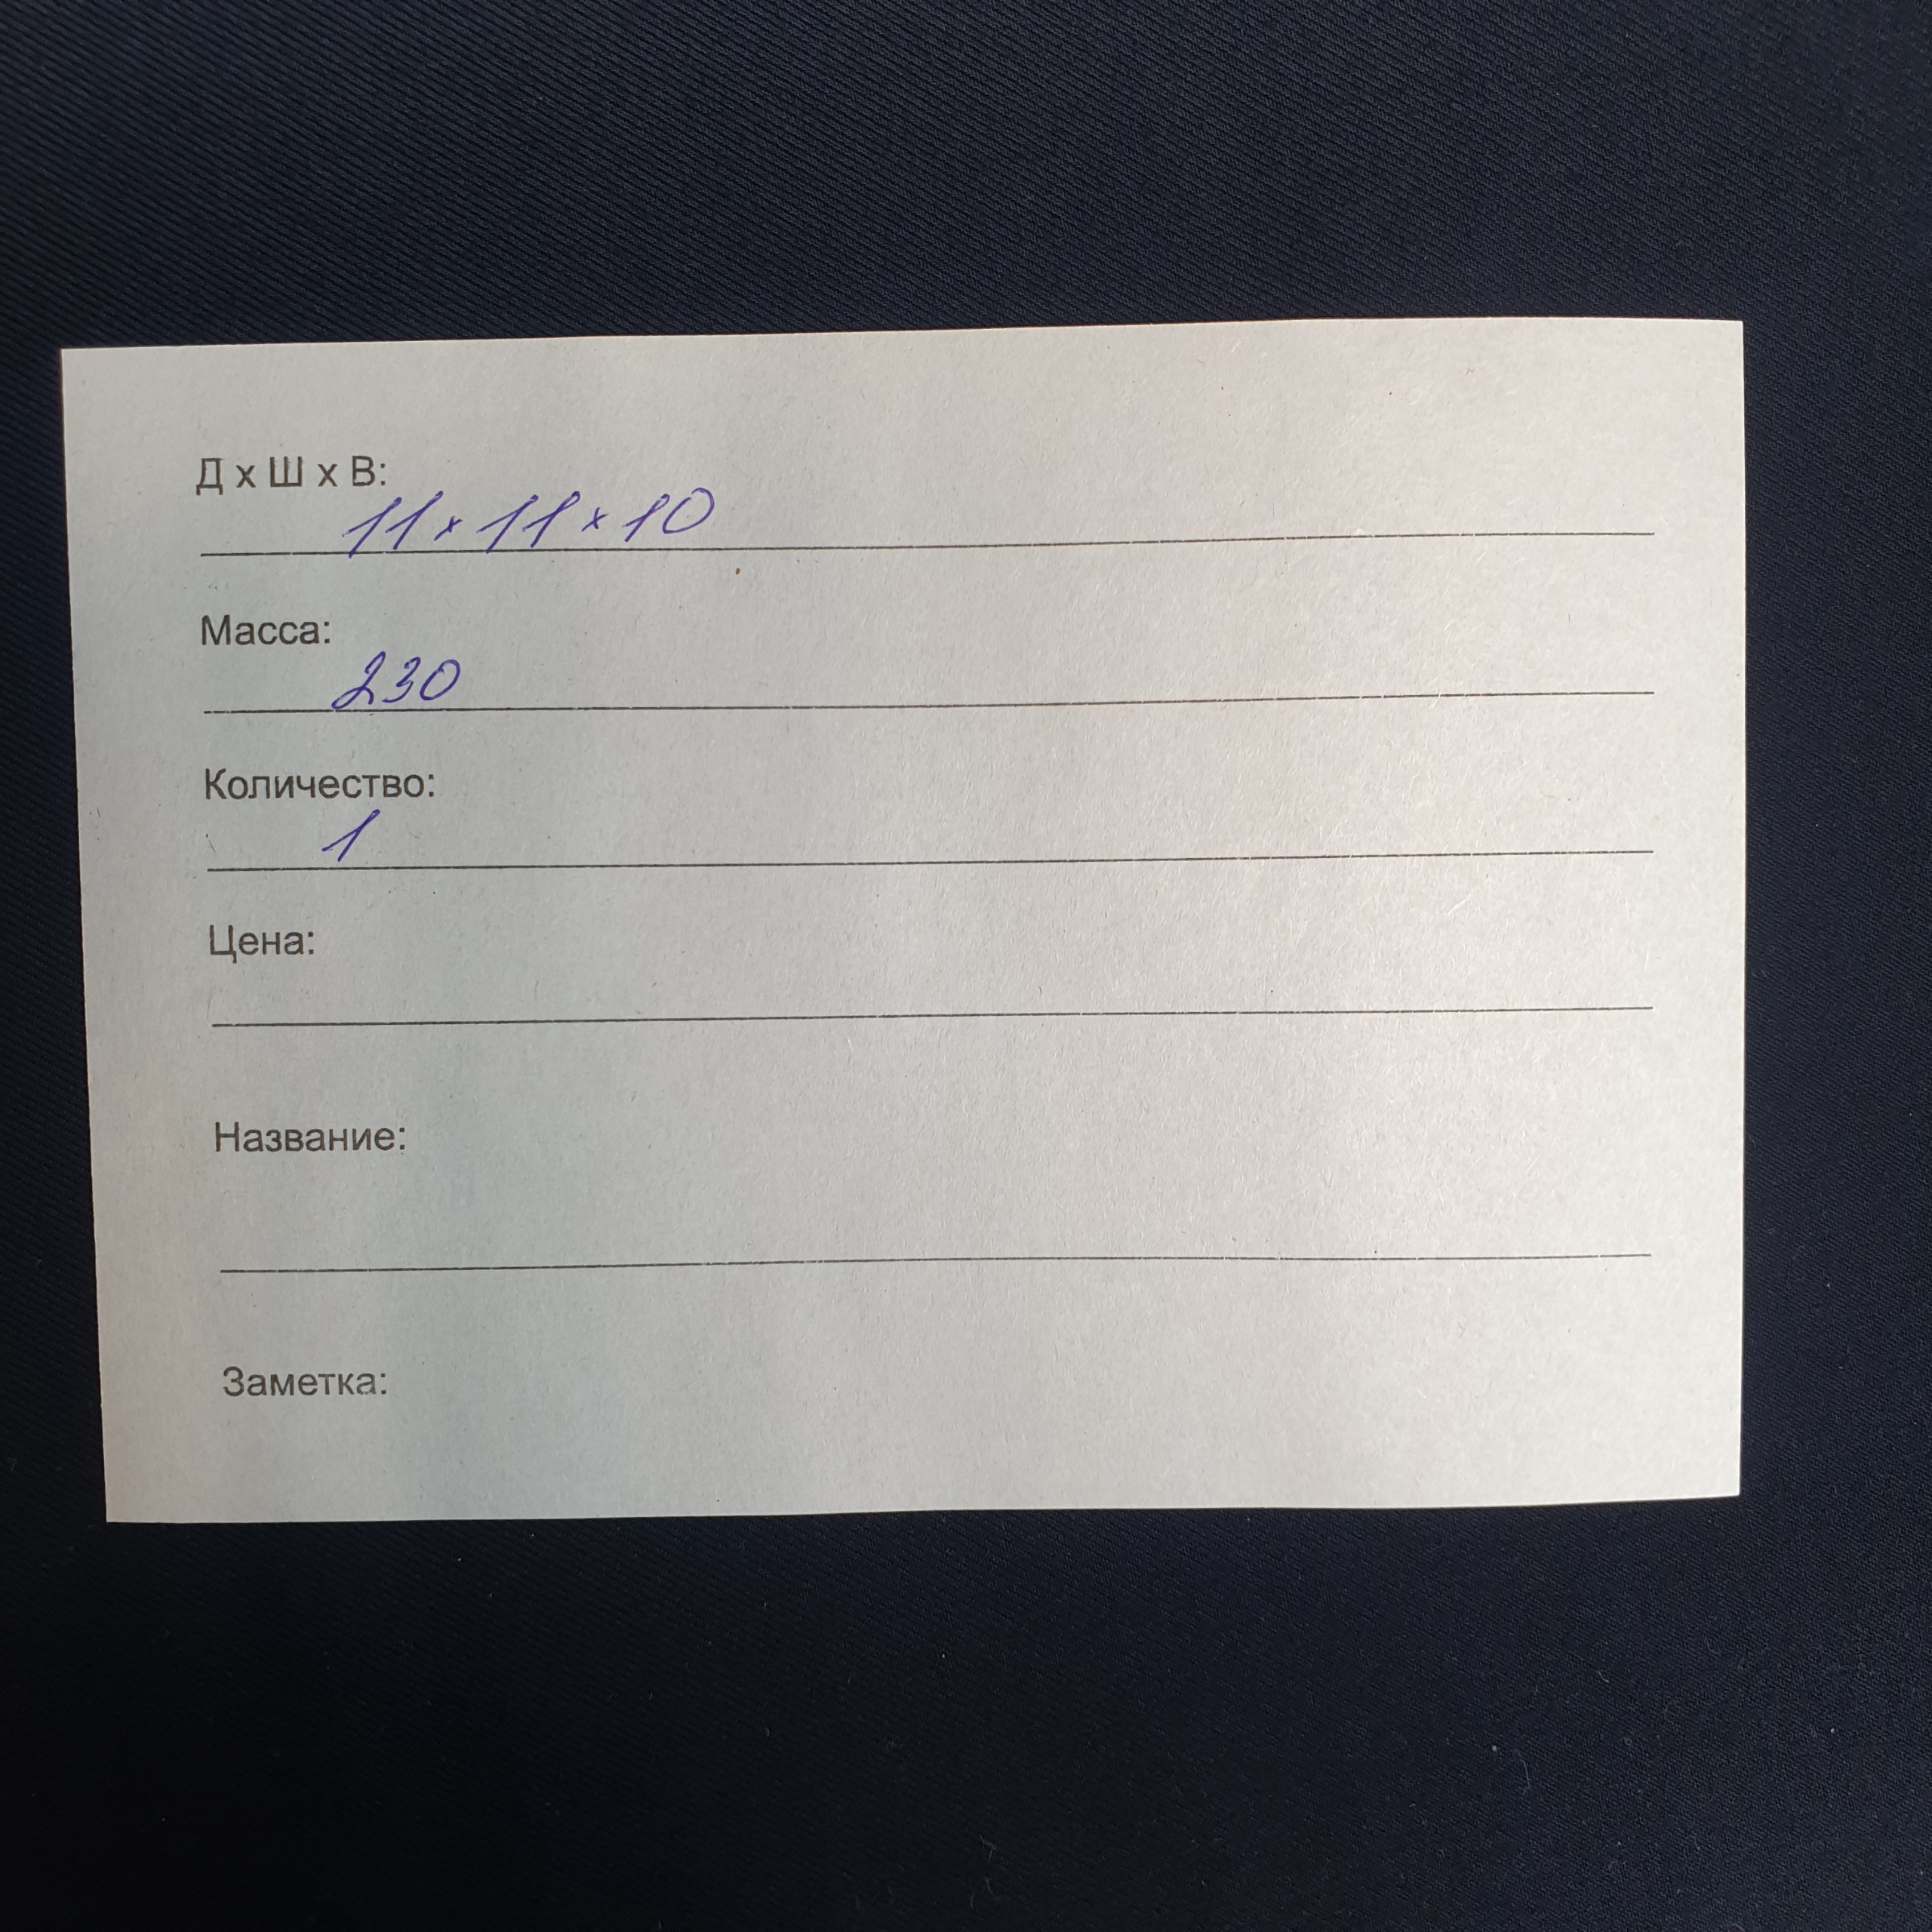 Д х Ш х В:
11 x 11 x 10
Масса:
230
Количество:
1
Цена:
Название:
Заметка: